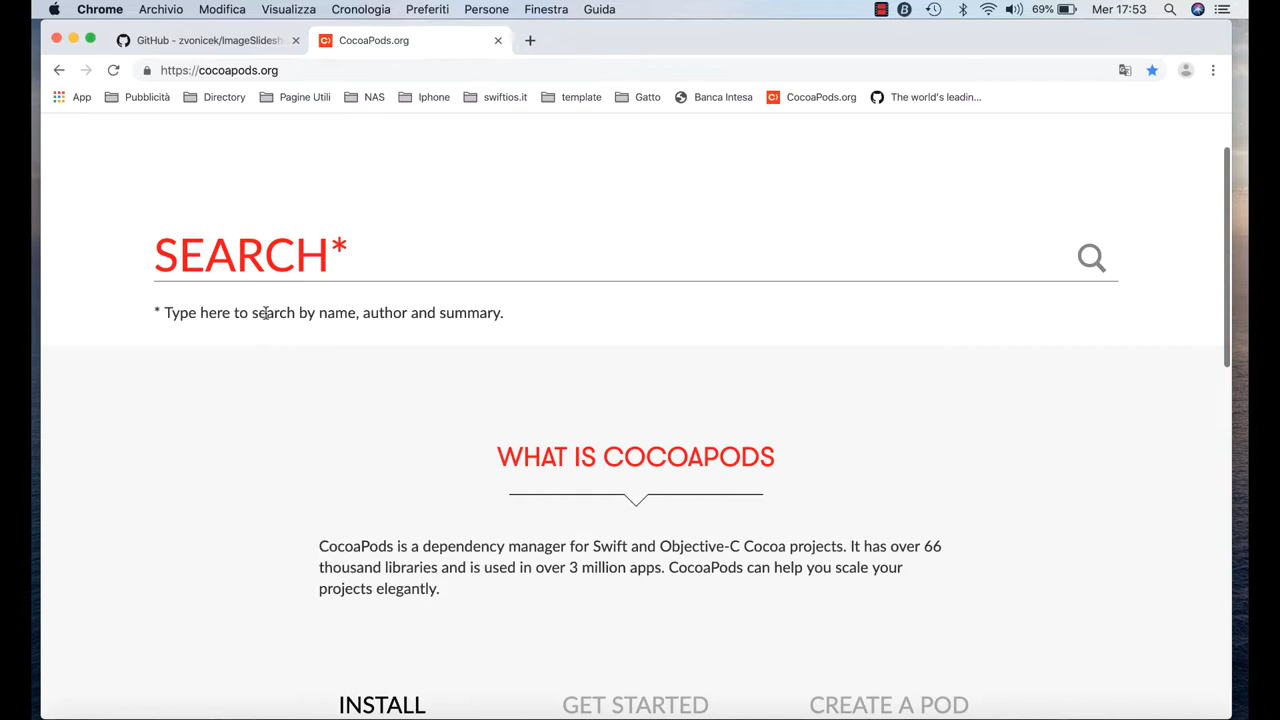 Chrome Archivio Modifica Visualizza Cronologia Preferiti Persone Finestra Guida 69% Mer 17:53
GitHub - zvonicek/ImageSlidesh CocoaPods.org
https://cocoapods.org
App Pubblicità Directory Pagine Utili NAS Iphone swiftios.it template Gatto Banca Intesa CocoaPods.org The world's leadin...
SEARCH*
* Type here to search by name, author and summary.
WHAT IS COCOAPODS
CocoaPods is a dependency manager for Swift and Objective-C Cocoa projects. It has over 66
thousand libraries and is used in over 3 million apps. CocoaPods can help you scale your
projects elegantly.
INSTALL GET STARTED CREATE A POD